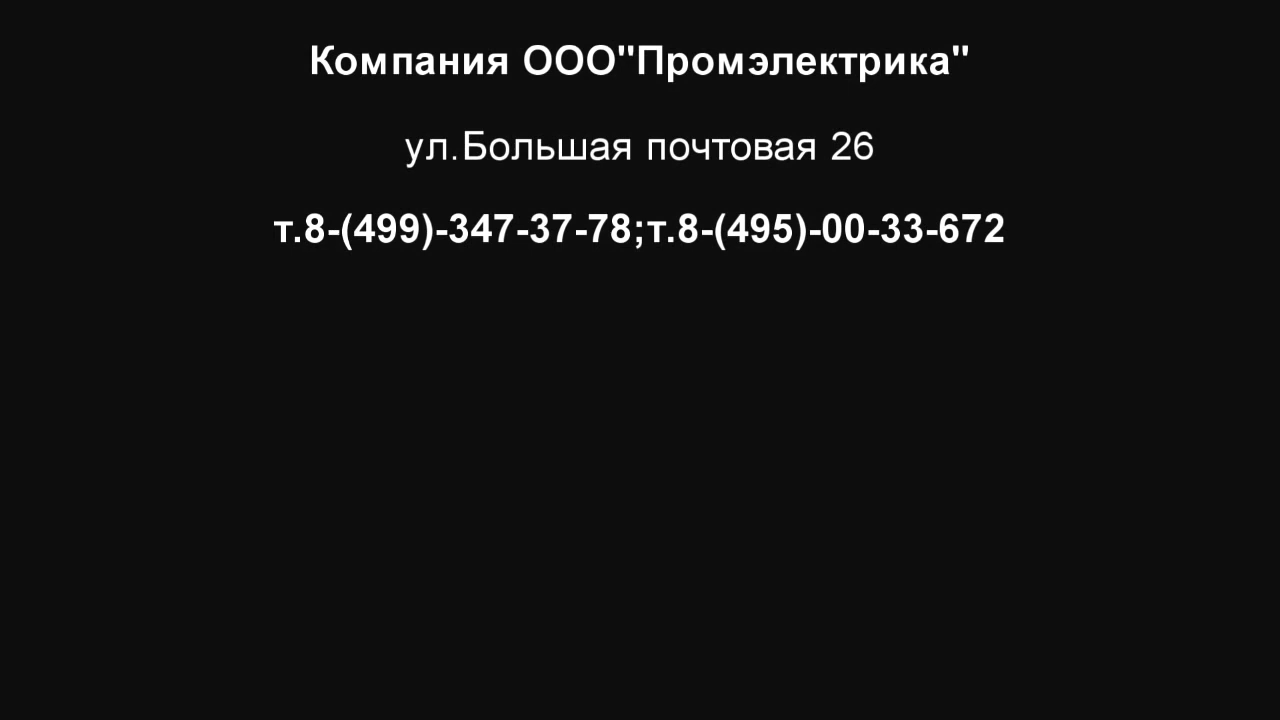 Компания ООО"Промэлектрика"
ул.Большая почтовая 26
т.8-(499)-347-37-78;т.8-(495)-00-33-672